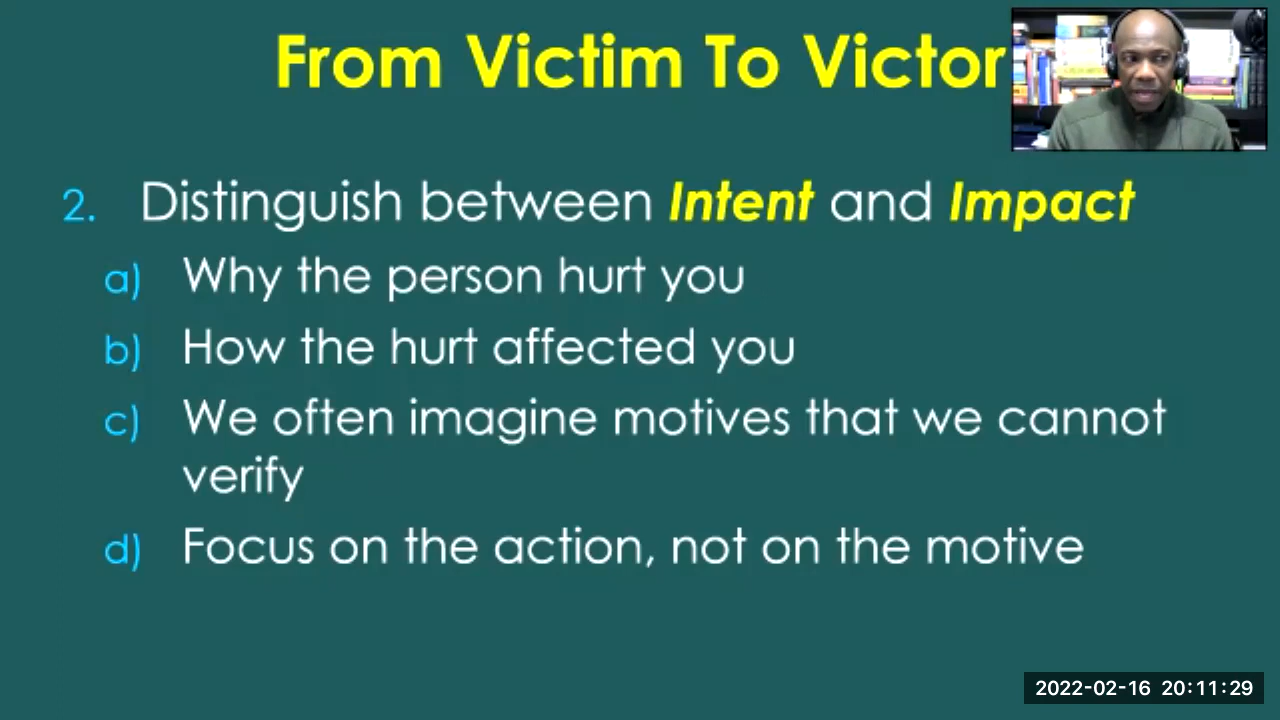 From Victim To Victor
2. Distinguish between Intent and Impact
a) Why the person hurt you
b) How the hurt affected you
c) We often imagine motives that we cannot
verify
d) Focus on the action, not on the motive
2022-02-16 20:11:29